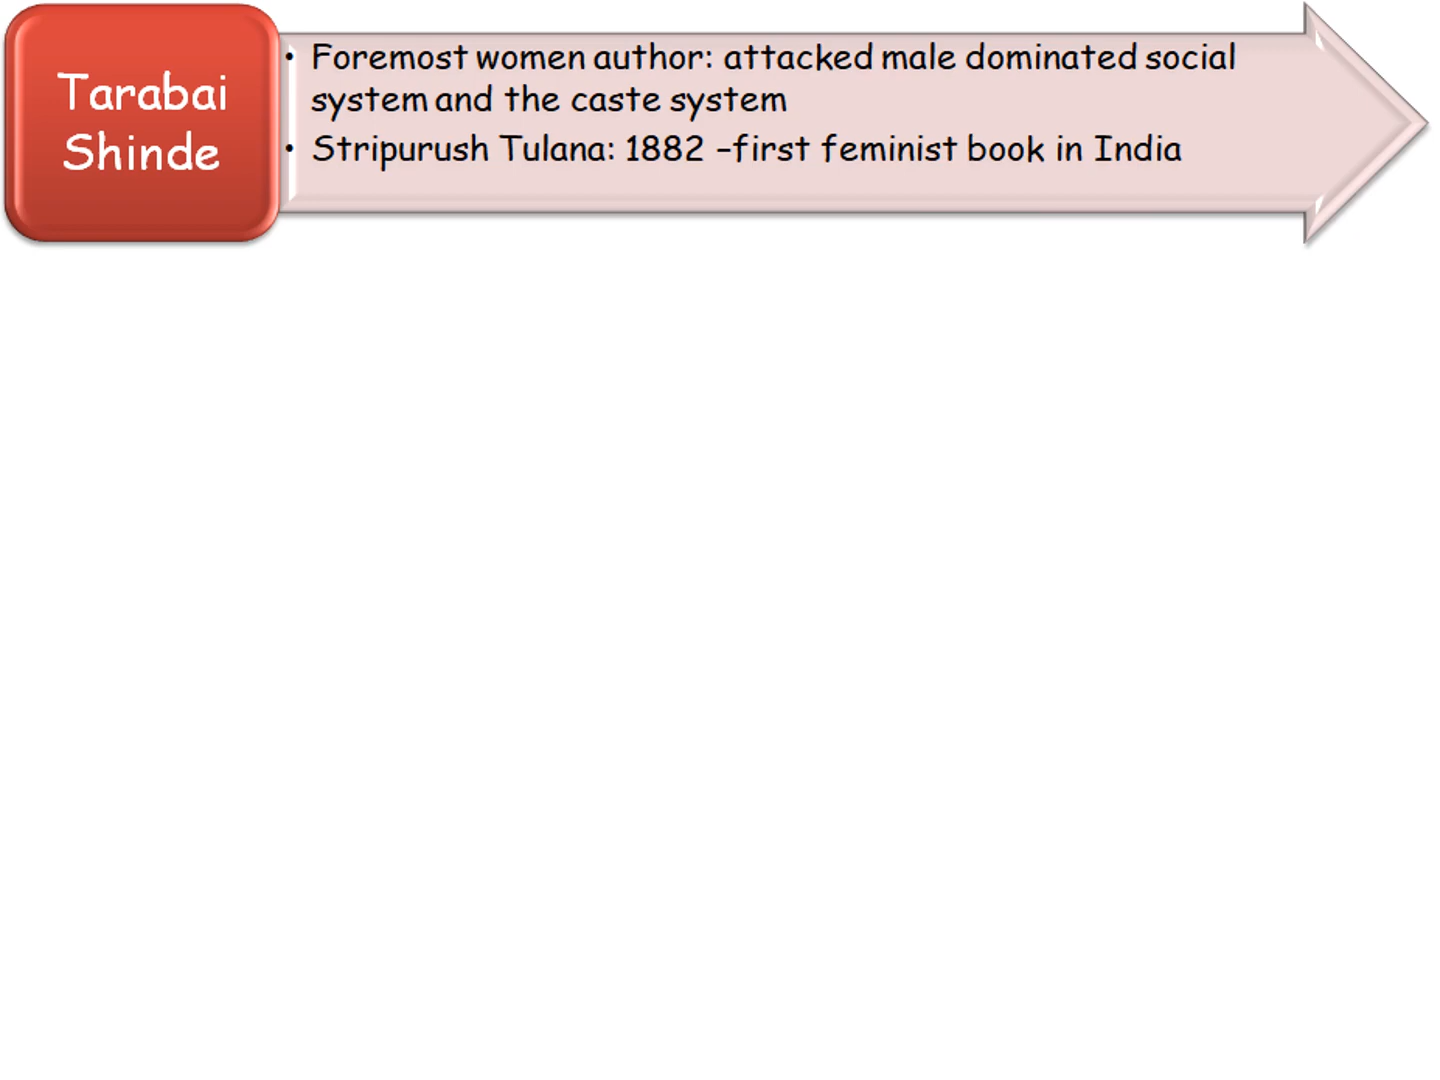 Tarabai
Shinde
• Foremost women author: attacked male dominated social
system and the caste system
• Stripurush Tulana: 1882 –first feminist book in India